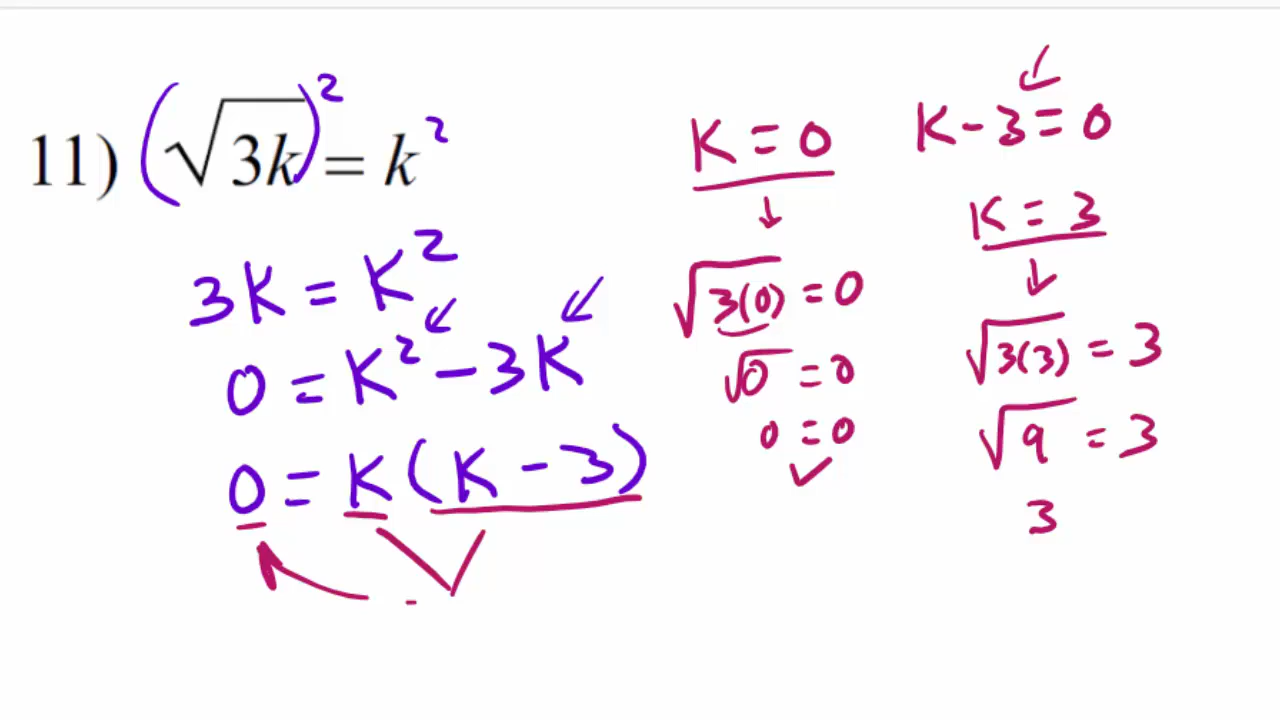 11) (√3k)² = k²
3K = K²
0 = K² - 3K
0 = K(K - 3)
K = 0
√3(0) = 0
√0 = 0
0 = 0 ✓
K - 3 = 0
K = 3
√3(3) = 3
√9 = 3
3